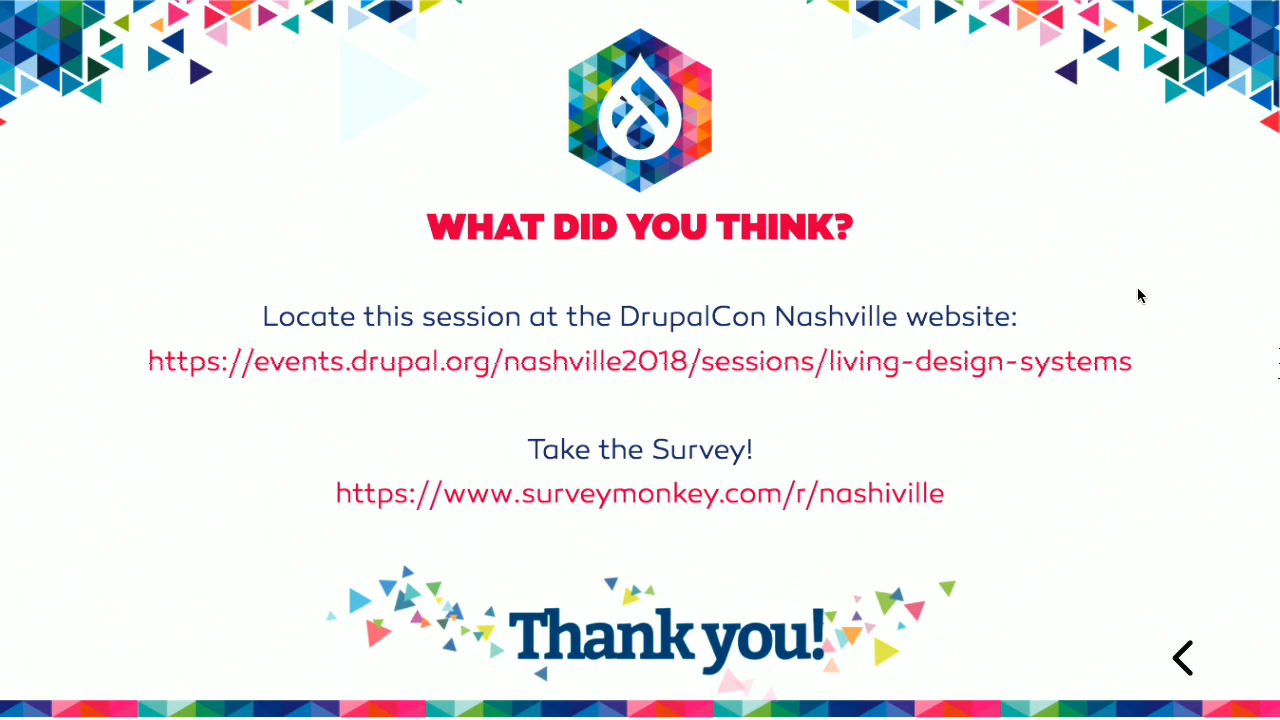 WHAT DID YOU THINK?
Locate this session at the DrupalCon Nashville website:
https://events.drupal.org/nashville2018/sessions/living-design-systems
Take the Survey!
https://www.surveymonkey.com/r/nashiville
Thank you!